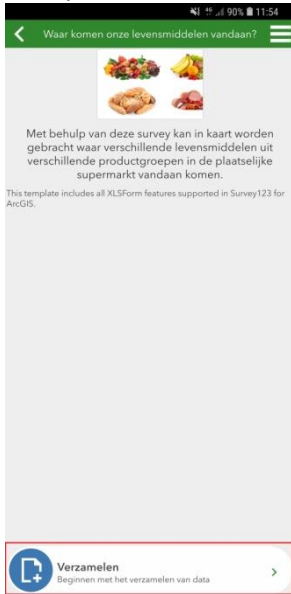 90% 11:54
Waar komen onze levensmiddelen vandaan?
Met behulp van deze survey kan in kaart worden
gebracht waar verschillende levensmiddelen uit
verschillende productgroepen in de plaatselijke
supermarkt vandaan komen.
This template includes all XLSForm features supported in Survey123 for
ArcGIS.
Verzamelen
Beginnen met het verzamelen van data